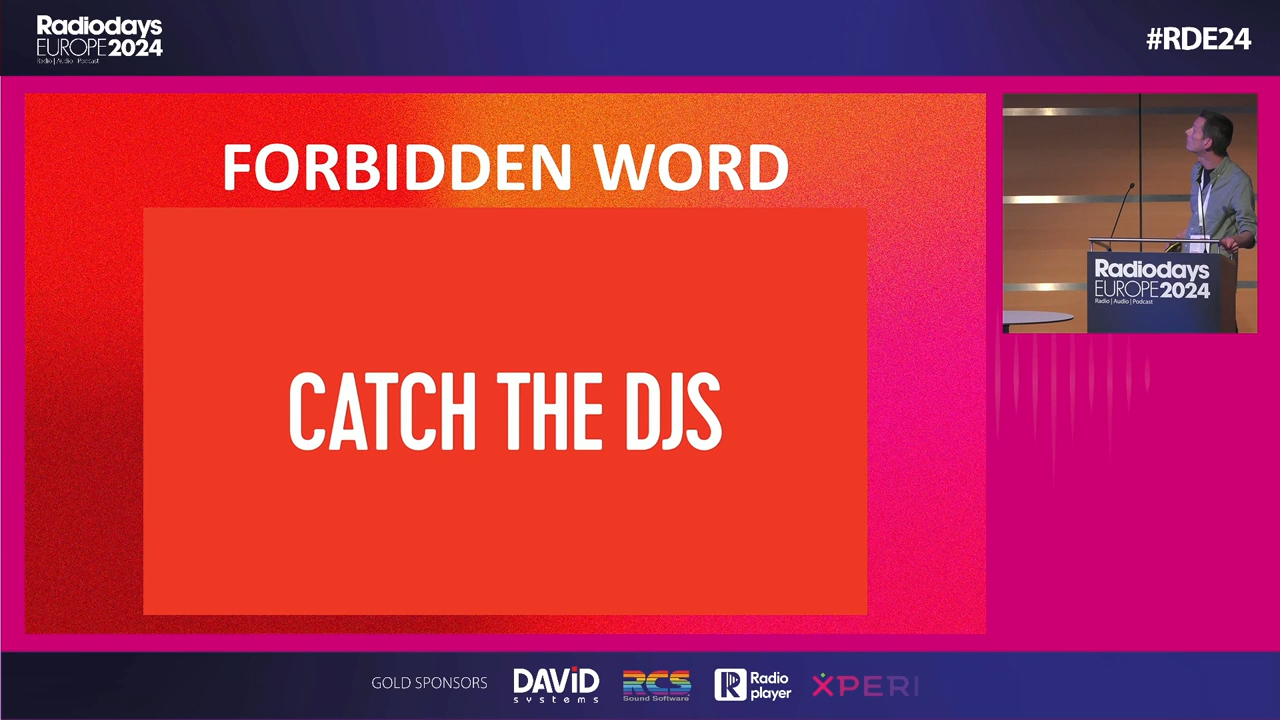 Radiodays
EUROPE 2024
Radio | Audio | Podcast
#RDE24
FORBIDDEN WORD
CATCH THE DJS
Radiodays
EUROPE 2024
Radio | Audio | Podcast
GOLD SPONSORS
DAViD
systems
RCS
Sound Software
Radio
player
XPERI